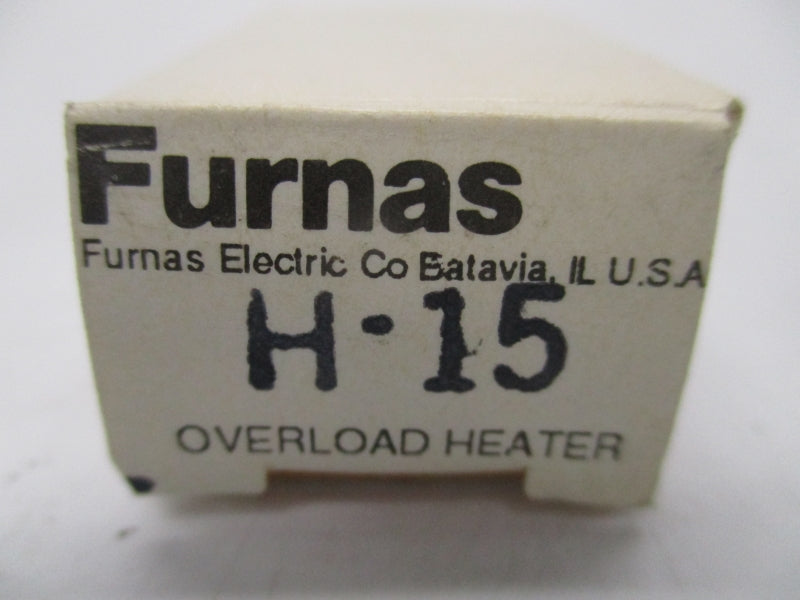 Furnas
Furnas Electric Co Batavia, IL U.S.A
H-15
OVERLOAD HEATER